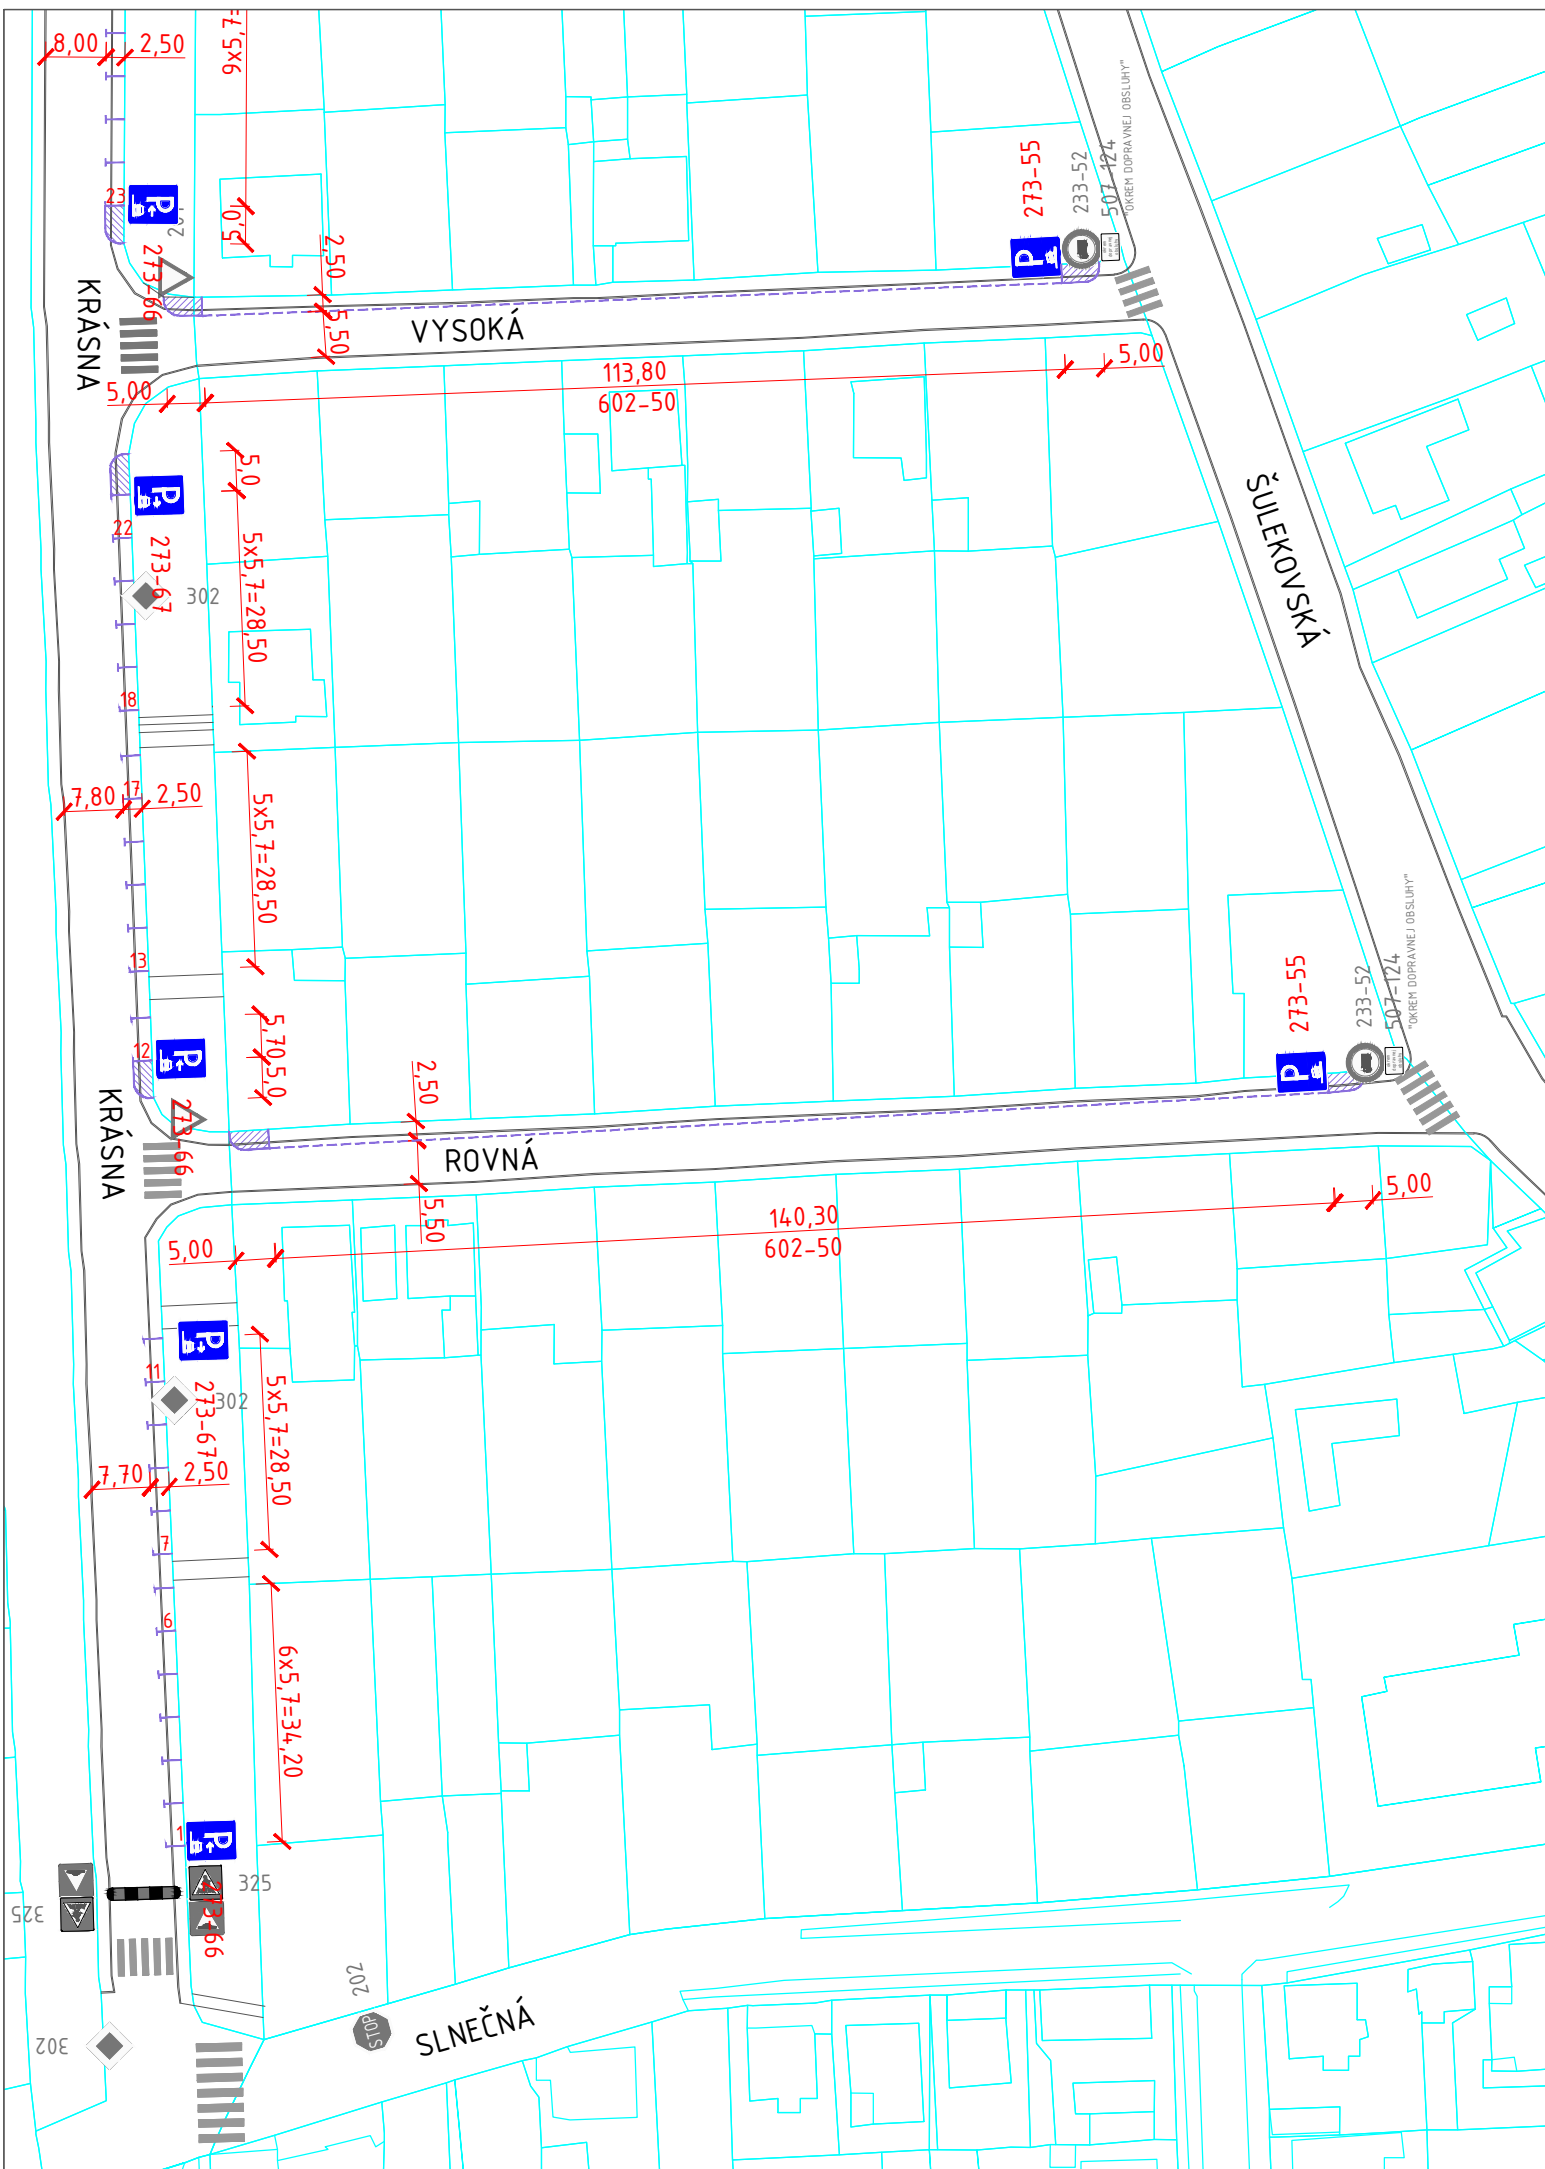 8,00
2,50
9x5,7=
23
5,0
273-66
KRÁSNA
2,50
5,50
VYSOKÁ
273-55
233-52
507-124
"OKREM DOPRAVNEJ OBSLUHY"
5,00
113,80
602-50
5,00
ŠULEKOVSKÁ
5,0
5x5,7=28,50
22
273-67
302
18
7,80
17
2,50
5x5,7=28,50
13
5,70
5,0
12
273-66
KRÁSNA
2,50
5,50
ROVNÁ
273-55
233-52
507-124
"OKREM DOPRAVNEJ OBSLUHY"
5,00
140,30
602-50
5,00
11
273-67
302
5x5,7=28,50
7,70
2,50
7
6
6x5,7=34,20
1
325
273-66
325
202
STOP
SLNEČNÁ
302
P
P
P
P
P
P
P